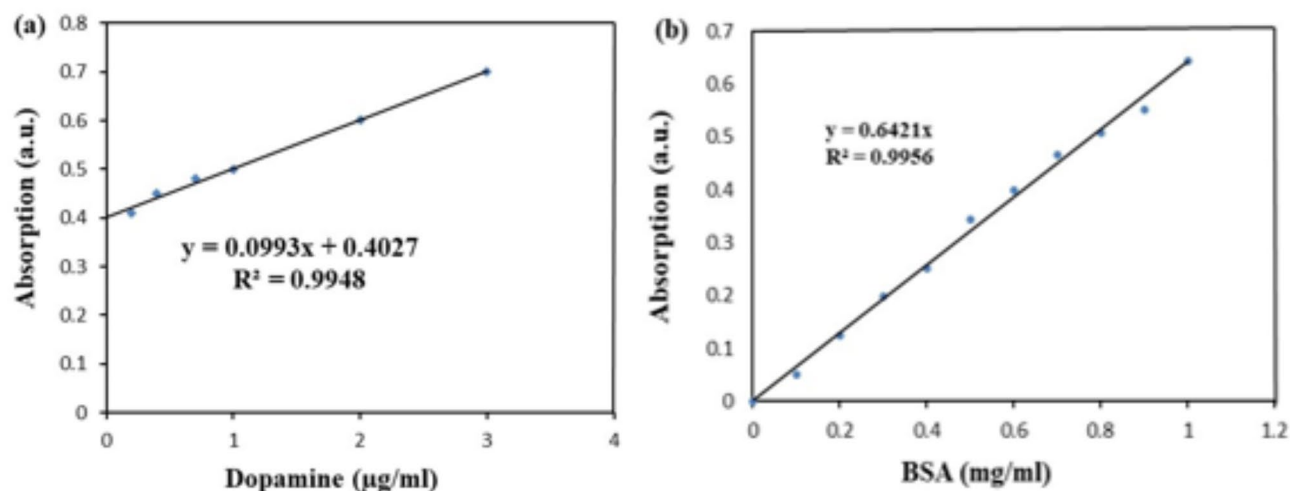 (a)
0.8
0.7
0.6
0.5
0.4
0.3
0.2
0.1
0
Absorption (a.u.)
y = 0.0993x + 0.4027
R² = 0.9948
0 1 2 3 4
Dopamine (µg/ml)
(b)
0.7
0.6
0.5
0.4
0.3
0.2
0.1
0
Absorption (a.u.)
y = 0.6421x
R² = 0.9956
0 0.2 0.4 0.6 0.8 1 1.2
BSA (mg/ml)